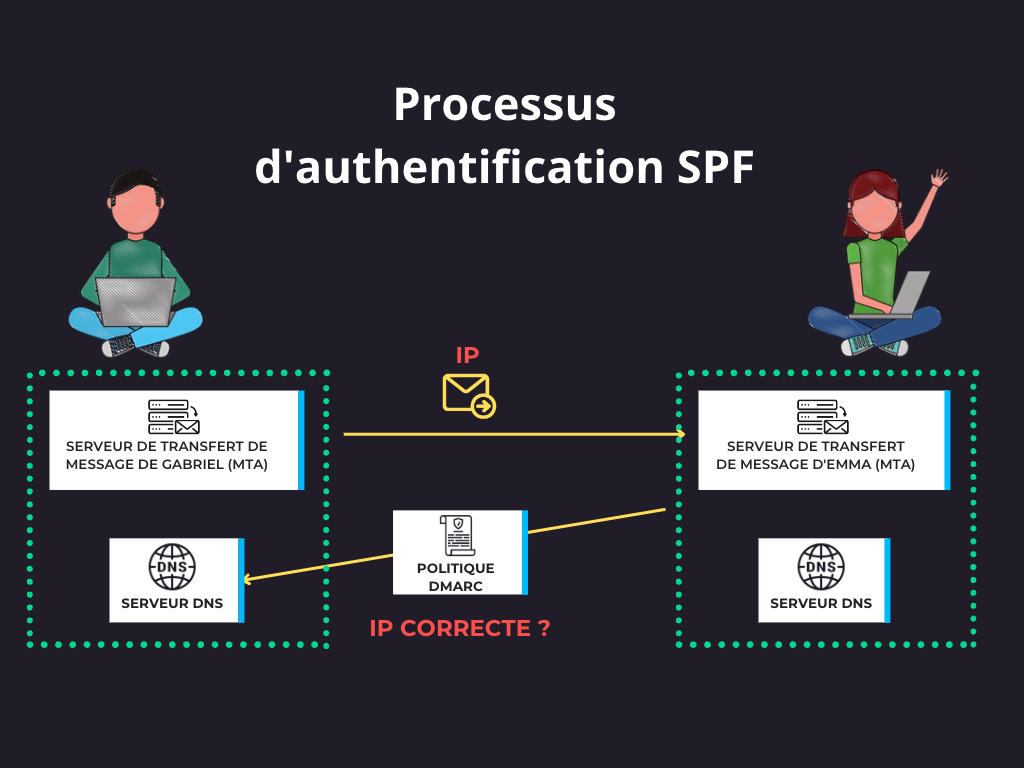 Processus
d'authentification SPF
IP
SERVEUR DE TRANSFERT DE
MESSAGE DE GABRIEL (MTA)
SERVEUR DE TRANSFERT
DE MESSAGE D'EMMA (MTA)
POLITIQUE
DMARC
DNS
SERVEUR DNS
DNS
SERVEUR DNS
IP CORRECTE ?